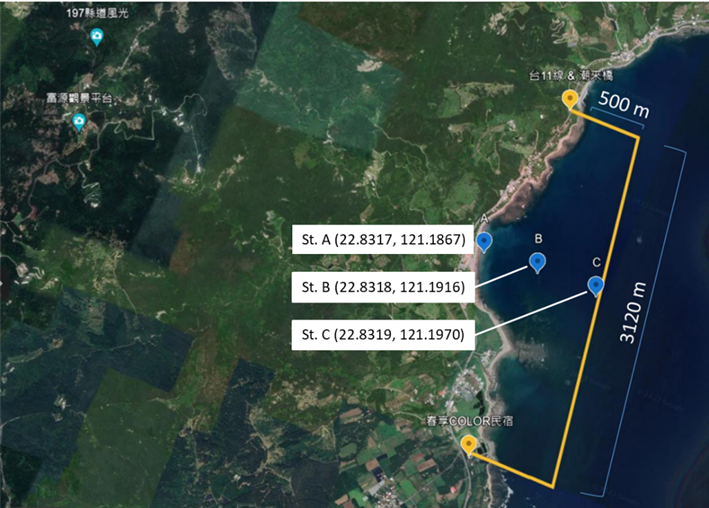 197縣道風光
富源觀景平台
台11線 & 潮來橋
500 m
A
St. A (22.8317, 121.1867)
B
St. B (22.8318, 121.1916)
C
St. C (22.8319, 121.1970)
3120 m
春享COLOR民宿